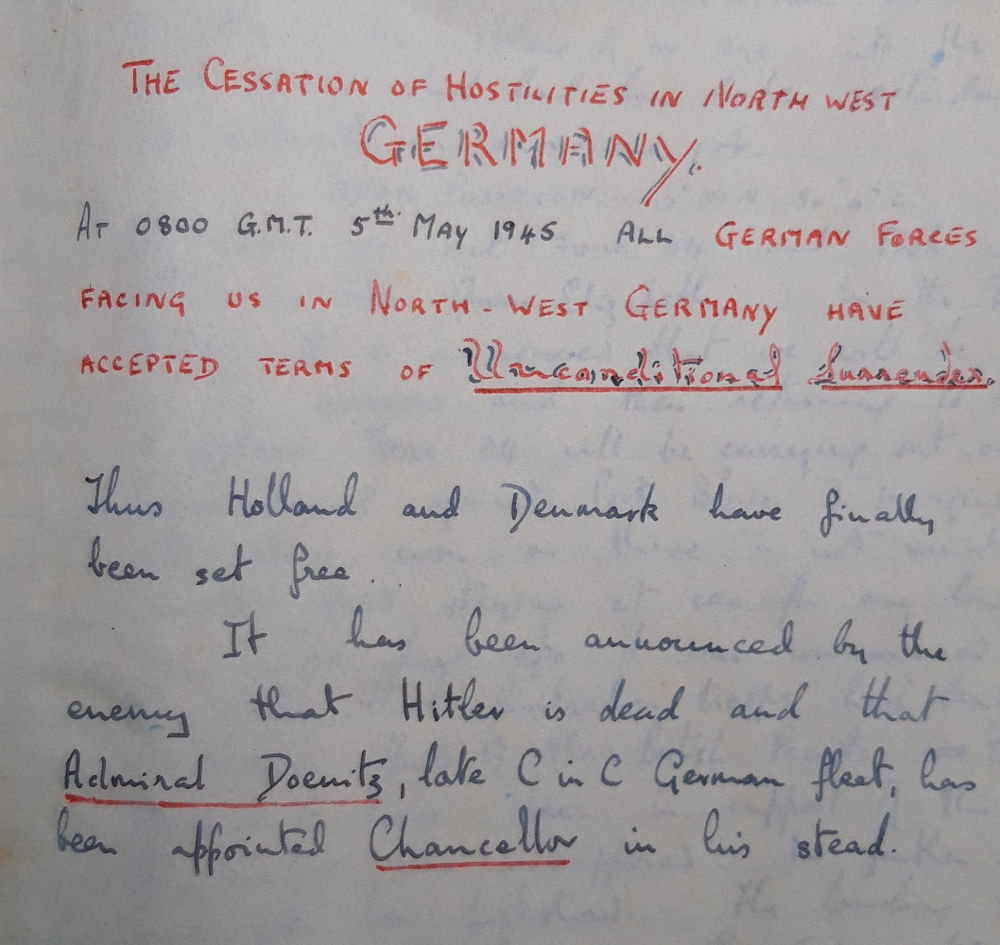 THE CESSATION OF HOSTILITIES IN NORTH WEST
GERMANY.
AT 0800 G.M.T. 5th. MAY 1945 ALL GERMAN FORCES
FACING US IN NORTH-WEST GERMANY HAVE
ACCEPTED TERMS OF Unconditional Surrender.
Thus Holland and Denmark have finally
been set free.
It has been announced by the
enemy that Hitler is dead and that
Admiral Doenitz, late C in C German fleet, has
been appointed Chancellor in his stead.